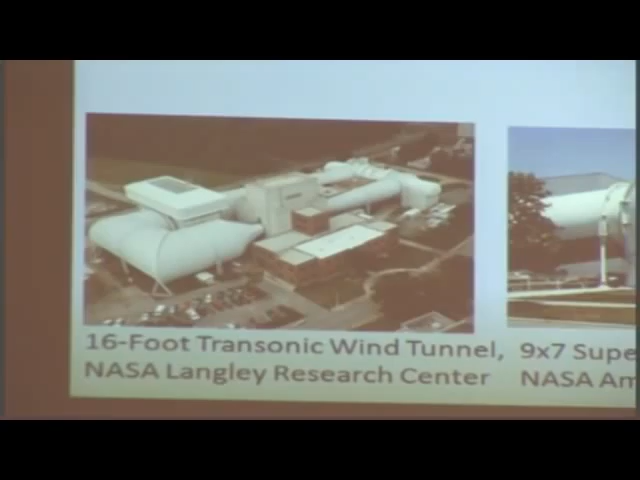 16-Foot Transonic Wind Tunnel,
NASA Langley Research Center
9x7 Supe
NASA Am